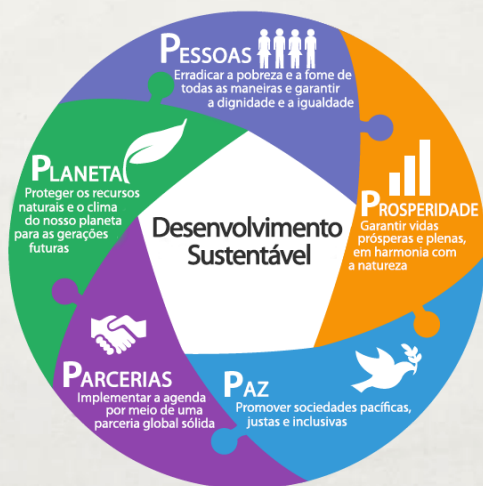 PESSOAS
Erradicar a pobreza e a fome de
todas as maneiras e garantir
a dignidade e a igualdade
PROSPERIDADE
Garantir vidas
prósperas e plenas,
em harmonia com
a natureza
PAZ
Promover sociedades pacíficas,
justas e inclusivas
PARCERIAS
Implementar a agenda
por meio de uma
parceria global sólida
PLANETA
Proteger os recursos
naturais e o clima
do nosso planeta
para as gerações
futuras
Desenvolvimento
Sustentável